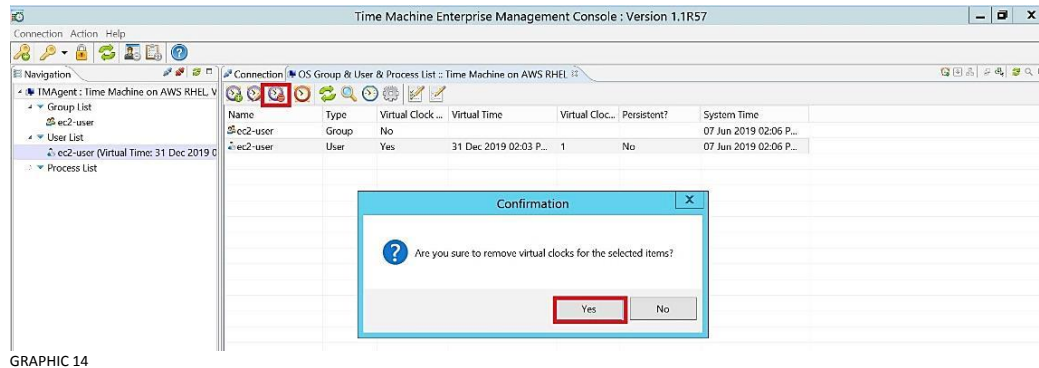 Time Machine Enterprise Management Console : Version 1.1R57
Connection Action Help
Navigation
Connection OS Group & User & Process List :: Time Machine on AWS RHEL
TMAgent : Time Machine on AWS RHEL, V
Group List
ec2-user
User List
ec2-user (Virtual Time: 31 Dec 2019 0
Process List
Name Type Virtual Clock ... Virtual Time Virtual Cloc... Persistent? System Time
ec2-user Group No 07 Jun 2019 02:06 P...
ec2-user User Yes 31 Dec 2019 02:03 P... 1 No 07 Jun 2019 02:06 P...
Confirmation
Are you sure to remove virtual clocks for the selected items?
Yes No
GRAPHIC 14